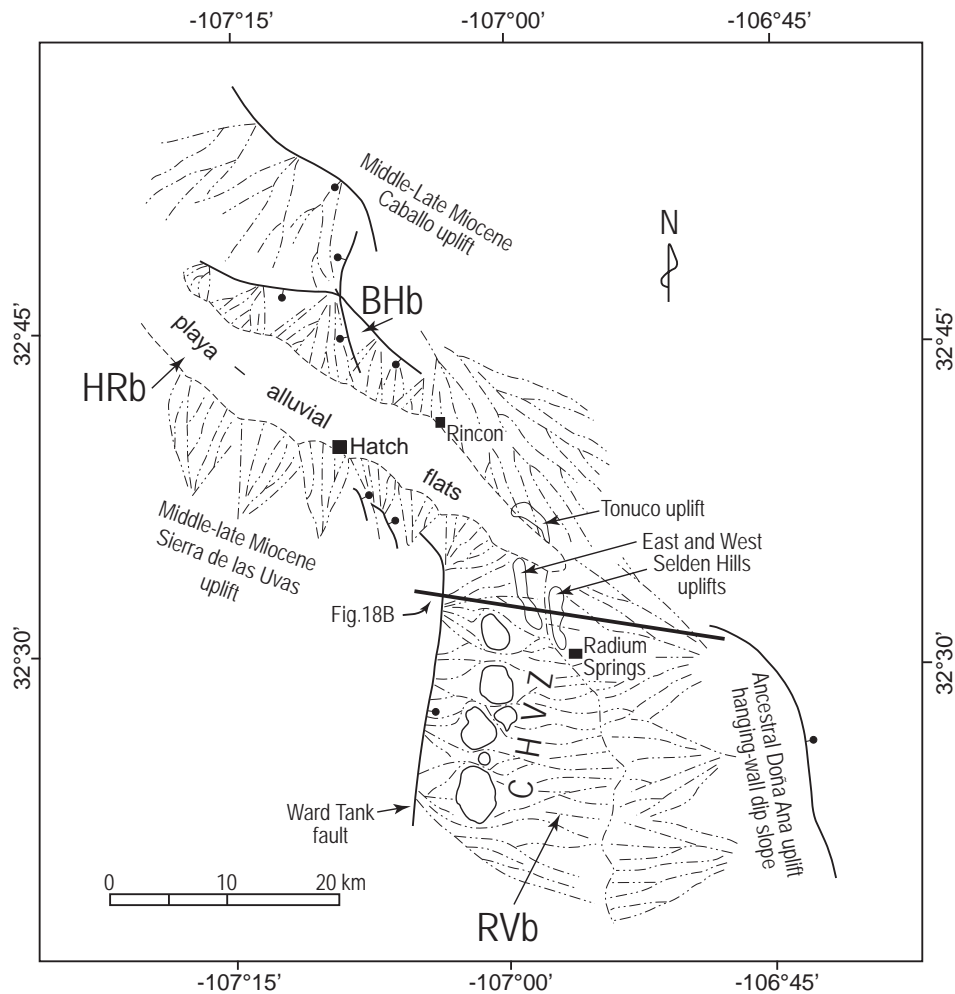 -107°15' -107°00' -106°45'
Middle-Late Miocene
Caballo uplift
N
BHb
32°45' 32°45'
playa – alluvial flats
HRb
Rincon
Hatch
Tonuco uplift
Middle-late Miocene
Sierra de las Uvas
uplift
East and West
Selden Hills
uplifts
Fig.18B
32°30' 32°30'
Radium
Springs
C H V Z
Ancestral Doña Ana uplift
hanging-wall dip slope
Ward Tank
fault
0 10 20 km
RVb
-107°15' -107°00' -106°45'